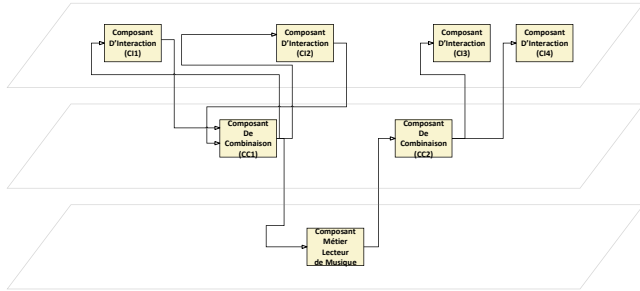 Composant
D'Interaction
(CI1)
Composant
D'Interaction
(CI2)
Composant
D'Interaction
(CI3)
Composant
D'Interaction
(CI4)
Composant
De
Combinaison
(CC1)
Composant
De
Combinaison
(CC2)
Composant
Métier
Lecteur
de Musique